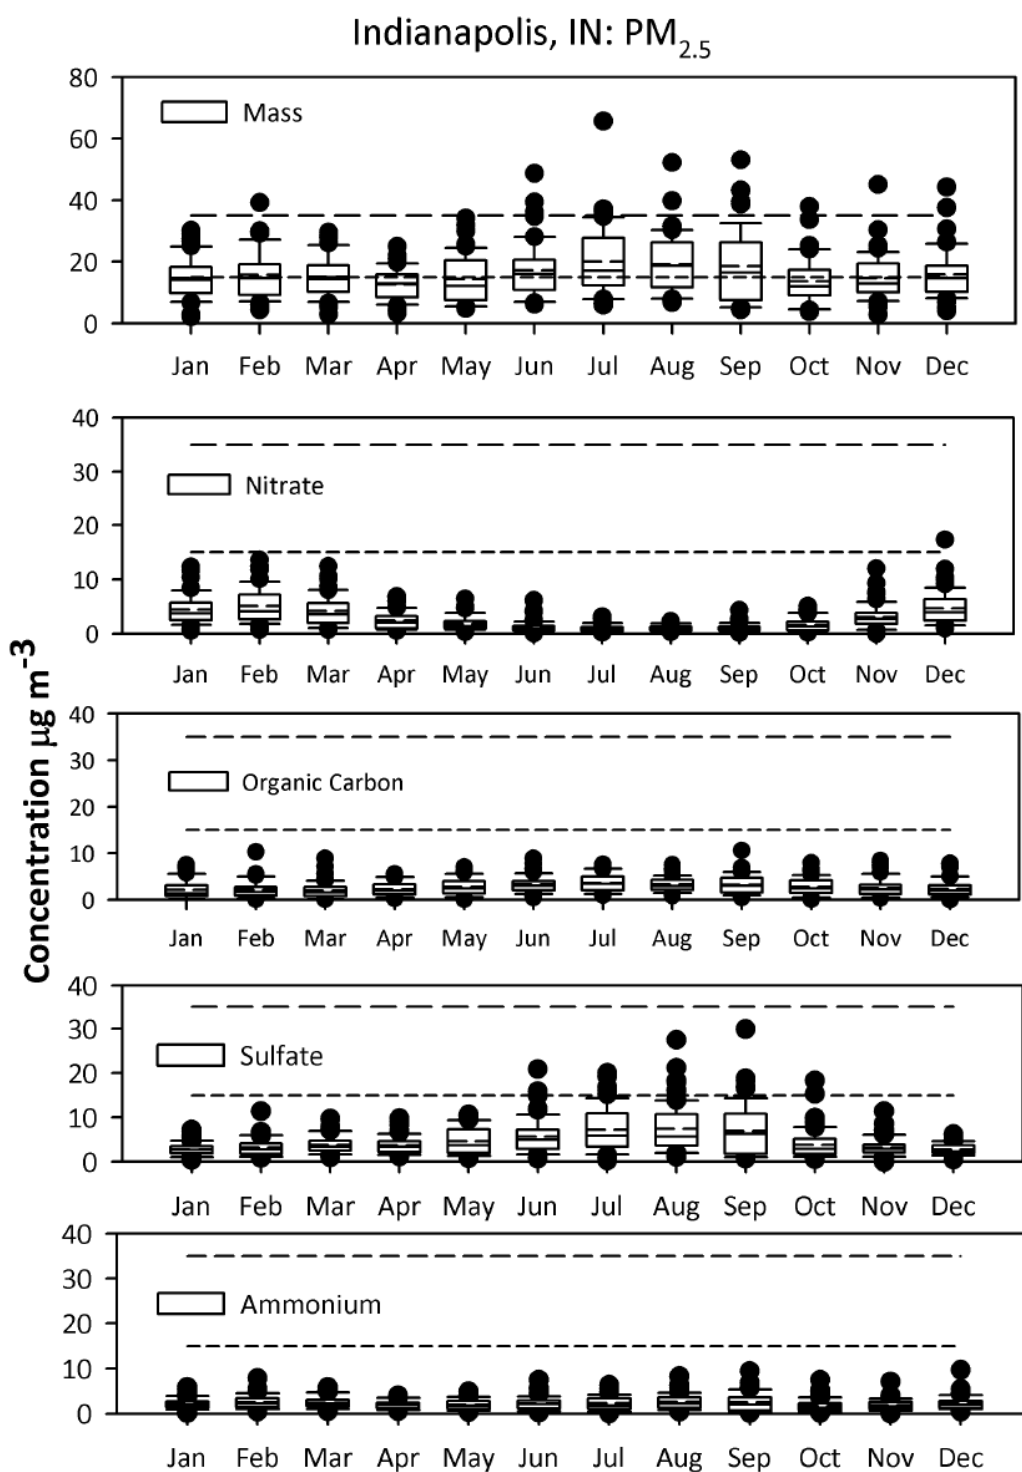 Indianapolis, IN: PM2.5
Concentration µg m-3
80
60
40
20
0
Mass
Jan Feb Mar Apr May Jun Jul Aug Sep Oct Nov Dec
40
30
20
10
0
Nitrate
Jan Feb Mar Apr May Jun Jul Aug Sep Oct Nov Dec
40
30
20
10
0
Organic Carbon
Jan Feb Mar Apr May Jun Jul Aug Sep Oct Nov Dec
40
30
20
10
0
Sulfate
Jan Feb Mar Apr May Jun Jul Aug Sep Oct Nov Dec
40
30
20
10
0
Ammonium
Jan Feb Mar Apr May Jun Jul Aug Sep Oct Nov Dec